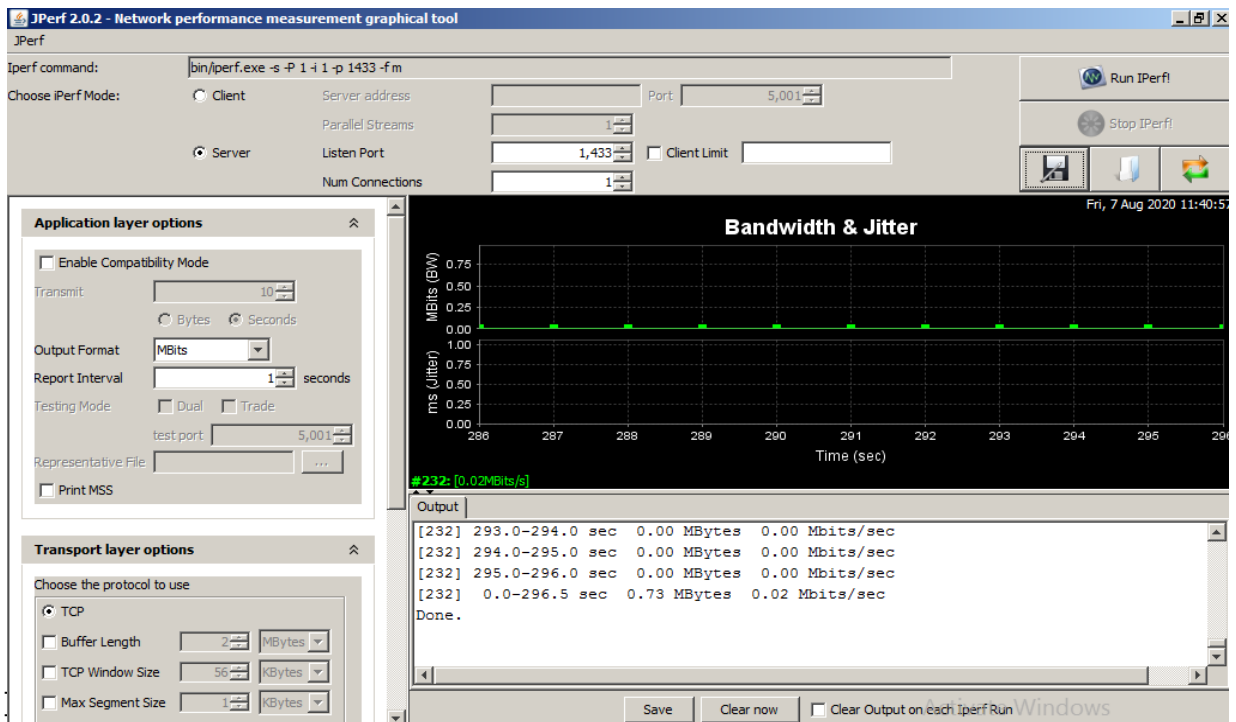 JPerf 2.0.2 - Network performance measurement graphical tool
JPerf
Iperf command: bin/iperf.exe -s -P 1 -i 1 -p 1433 -f m
Run IPerf!
Choose iPerf Mode: Client Server address Port 5,001
Parallel Streams 1
Stop IPerf!
Server Listen Port 1,433 Client Limit
Num Connections 1
Application layer options
Enable Compatibility Mode
Transmit 10
Bytes Seconds
Output Format MBits
Report Interval 1 seconds
Testing Mode Dual Trade
test port 5,001
Representative File ...
Print MSS
Transport layer options
Choose the protocol to use
TCP
Buffer Length 2 MBytes
TCP Window Size 56 KBytes
Max Segment Size 1 KBytes
Fri, 7 Aug 2020 11:40:57
Bandwidth & Jitter
MBits (BW)
0.75
0.50
0.25
0.00
ms (Jitter)
1.00
0.75
0.50
0.25
0.00
286 287 288 289 290 291 292 293 294 295 296
Time (sec)
#232: [0.02MBits/s]
Output
[232] 293.0-294.0 sec 0.00 MBytes 0.00 Mbits/sec
[232] 294.0-295.0 sec 0.00 MBytes 0.00 Mbits/sec
[232] 295.0-296.0 sec 0.00 MBytes 0.00 Mbits/sec
[232] 0.0-296.5 sec 0.73 MBytes 0.02 Mbits/sec
Done.
Save Clear now Clear Output on each Iperf Run
Activate Windows